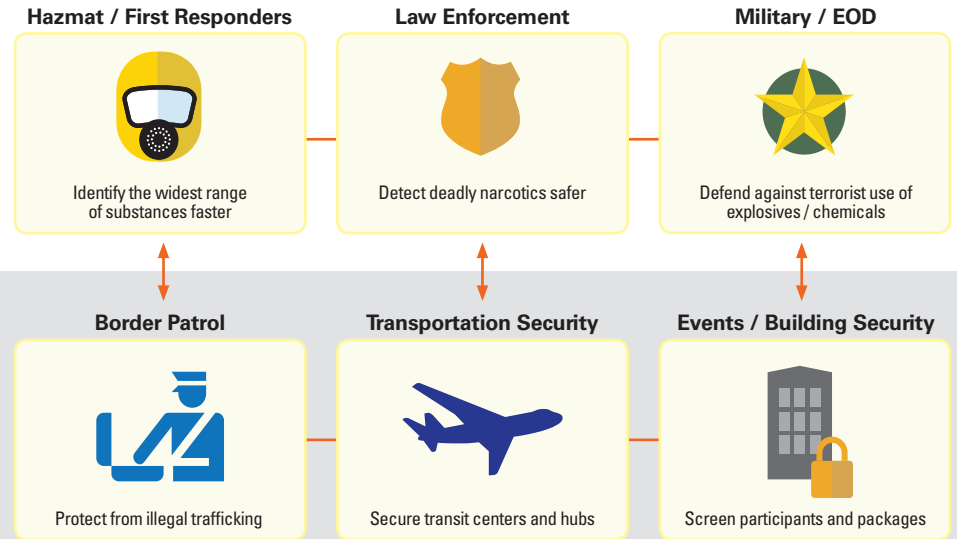 Hazmat / First Responders
Law Enforcement
Military / EOD
Identify the widest range
of substances faster
Detect deadly narcotics safer
Defend against terrorist use of
explosives / chemicals
Border Patrol
Transportation Security
Events / Building Security
Protect from illegal trafficking
Secure transit centers and hubs
Screen participants and packages